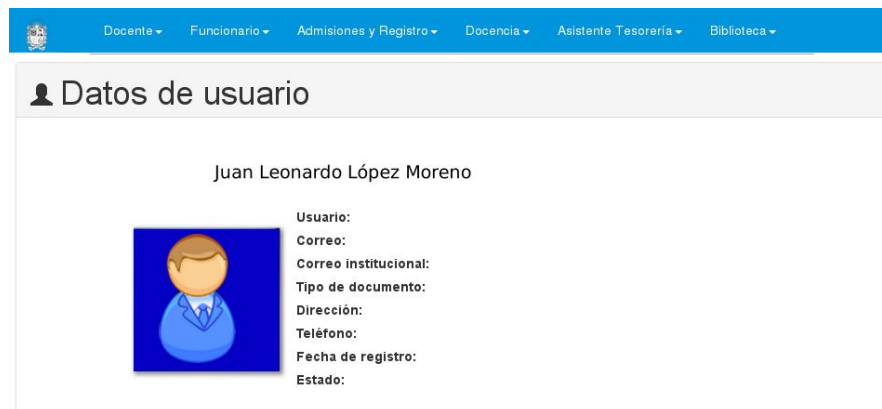 Docente Funcionario Admisiones y Registro Docencia Asistente Tesorería Biblioteca
Datos de usuario
Juan Leonardo López Moreno
Usuario:
Correo:
Correo institucional:
Tipo de documento:
Dirección:
Teléfono:
Fecha de registro:
Estado: